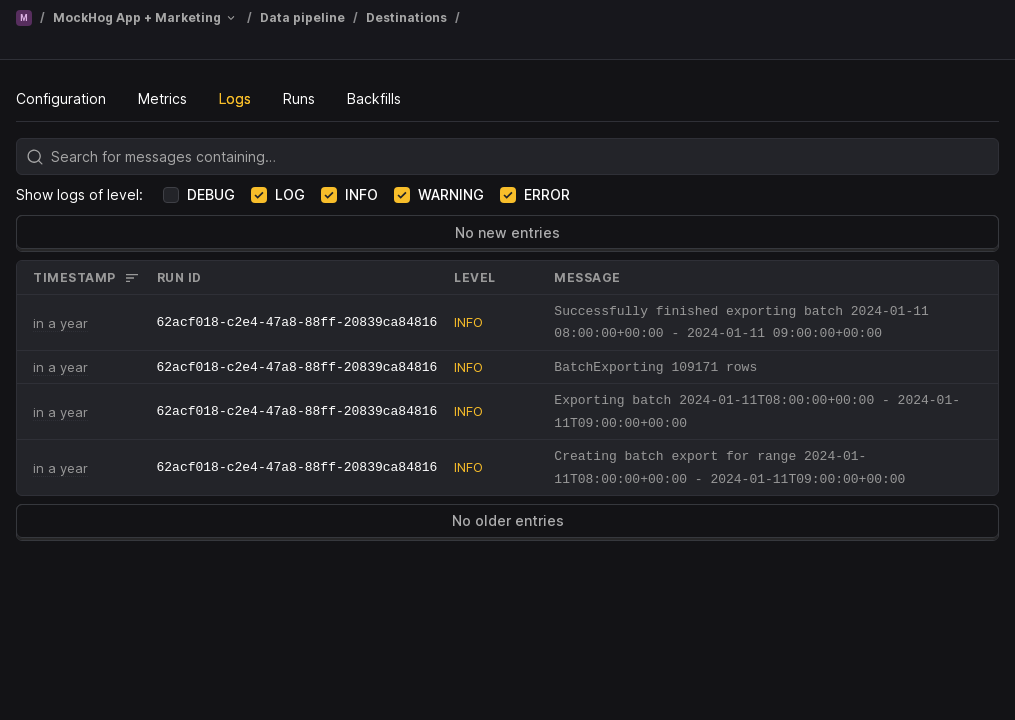 M / MockHog App + Marketing / Data pipeline / Destinations /
Configuration Metrics Logs Runs Backfills
Search for messages containing…
Show logs of level: DEBUG LOG INFO WARNING ERROR
No new entries
TIMESTAMP RUN ID LEVEL MESSAGE
in a year 62acf018-c2e4-47a8-88ff-20839ca84816 INFO Successfully finished exporting batch 2024-01-11
08:00:00+00:00 - 2024-01-11 09:00:00+00:00
in a year 62acf018-c2e4-47a8-88ff-20839ca84816 INFO BatchExporting 109171 rows
in a year 62acf018-c2e4-47a8-88ff-20839ca84816 INFO Exporting batch 2024-01-11T08:00:00+00:00 - 2024-01-
11T09:00:00+00:00
in a year 62acf018-c2e4-47a8-88ff-20839ca84816 INFO Creating batch export for range 2024-01-
11T08:00:00+00:00 - 2024-01-11T09:00:00+00:00
No older entries